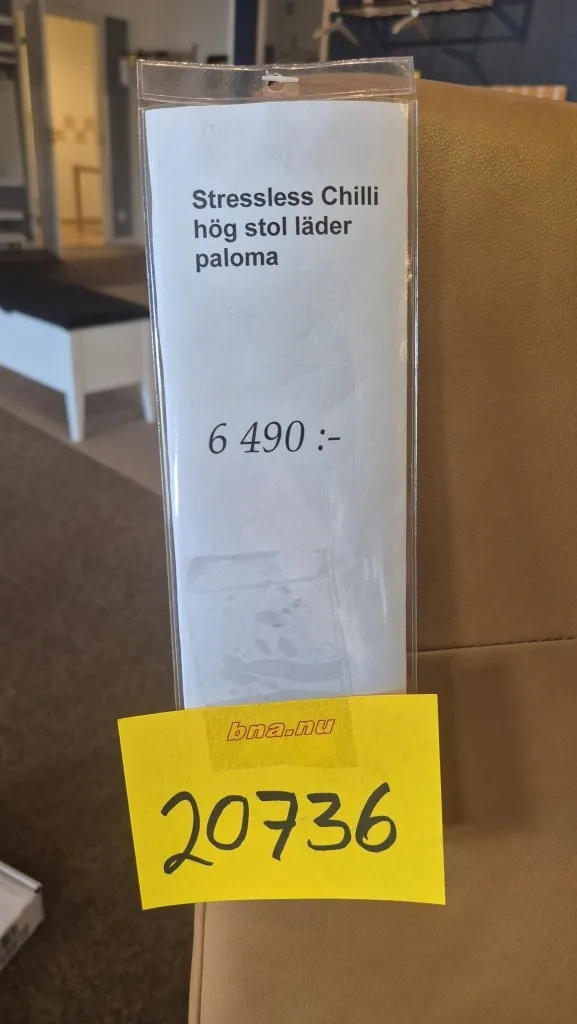 Stressless Chilli
hög stol läder
paloma
6 490 :-
bna.nu
20736